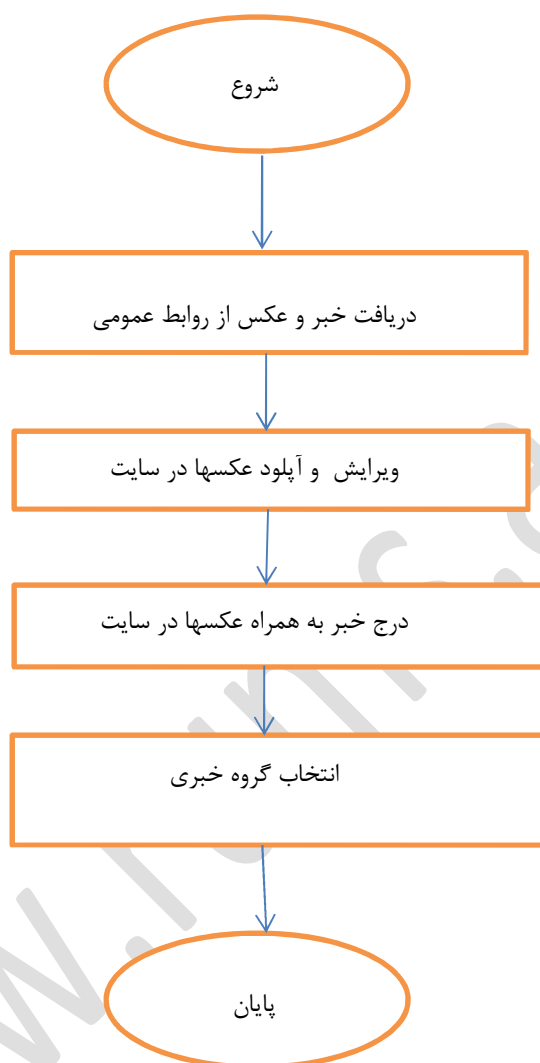 شروع
دریافت خبر و عکس از روابط عمومی
ویرایش و آپلود عکسها در سایت
درج خبر به همراه عکسها در سایت
انتخاب گروه خبری
پایان